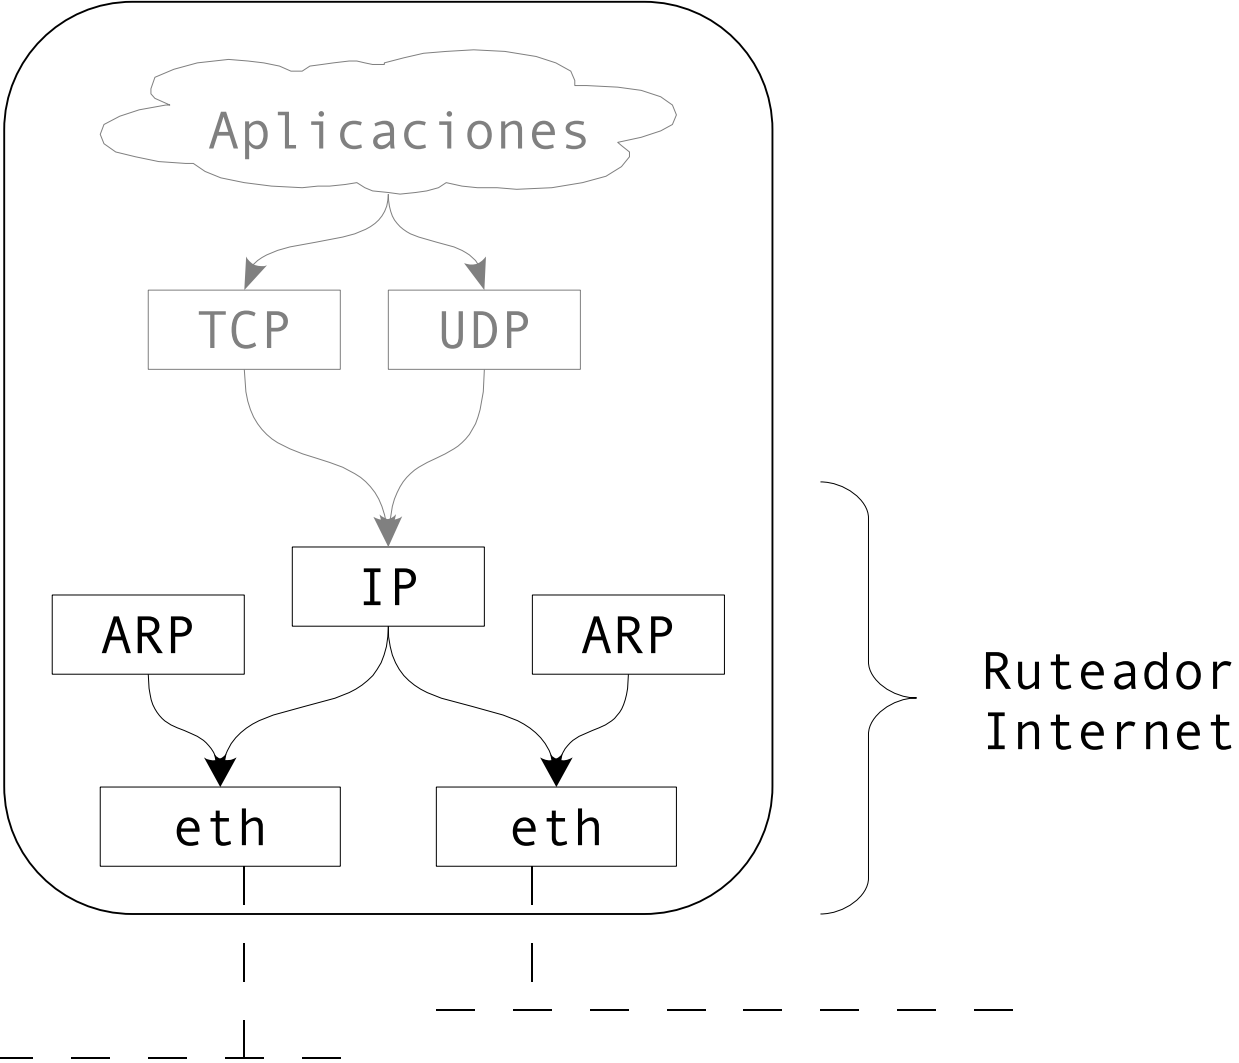 Aplicaciones
TCP
UDP
IP
ARP
ARP
eth
eth
Ruteador
Internet